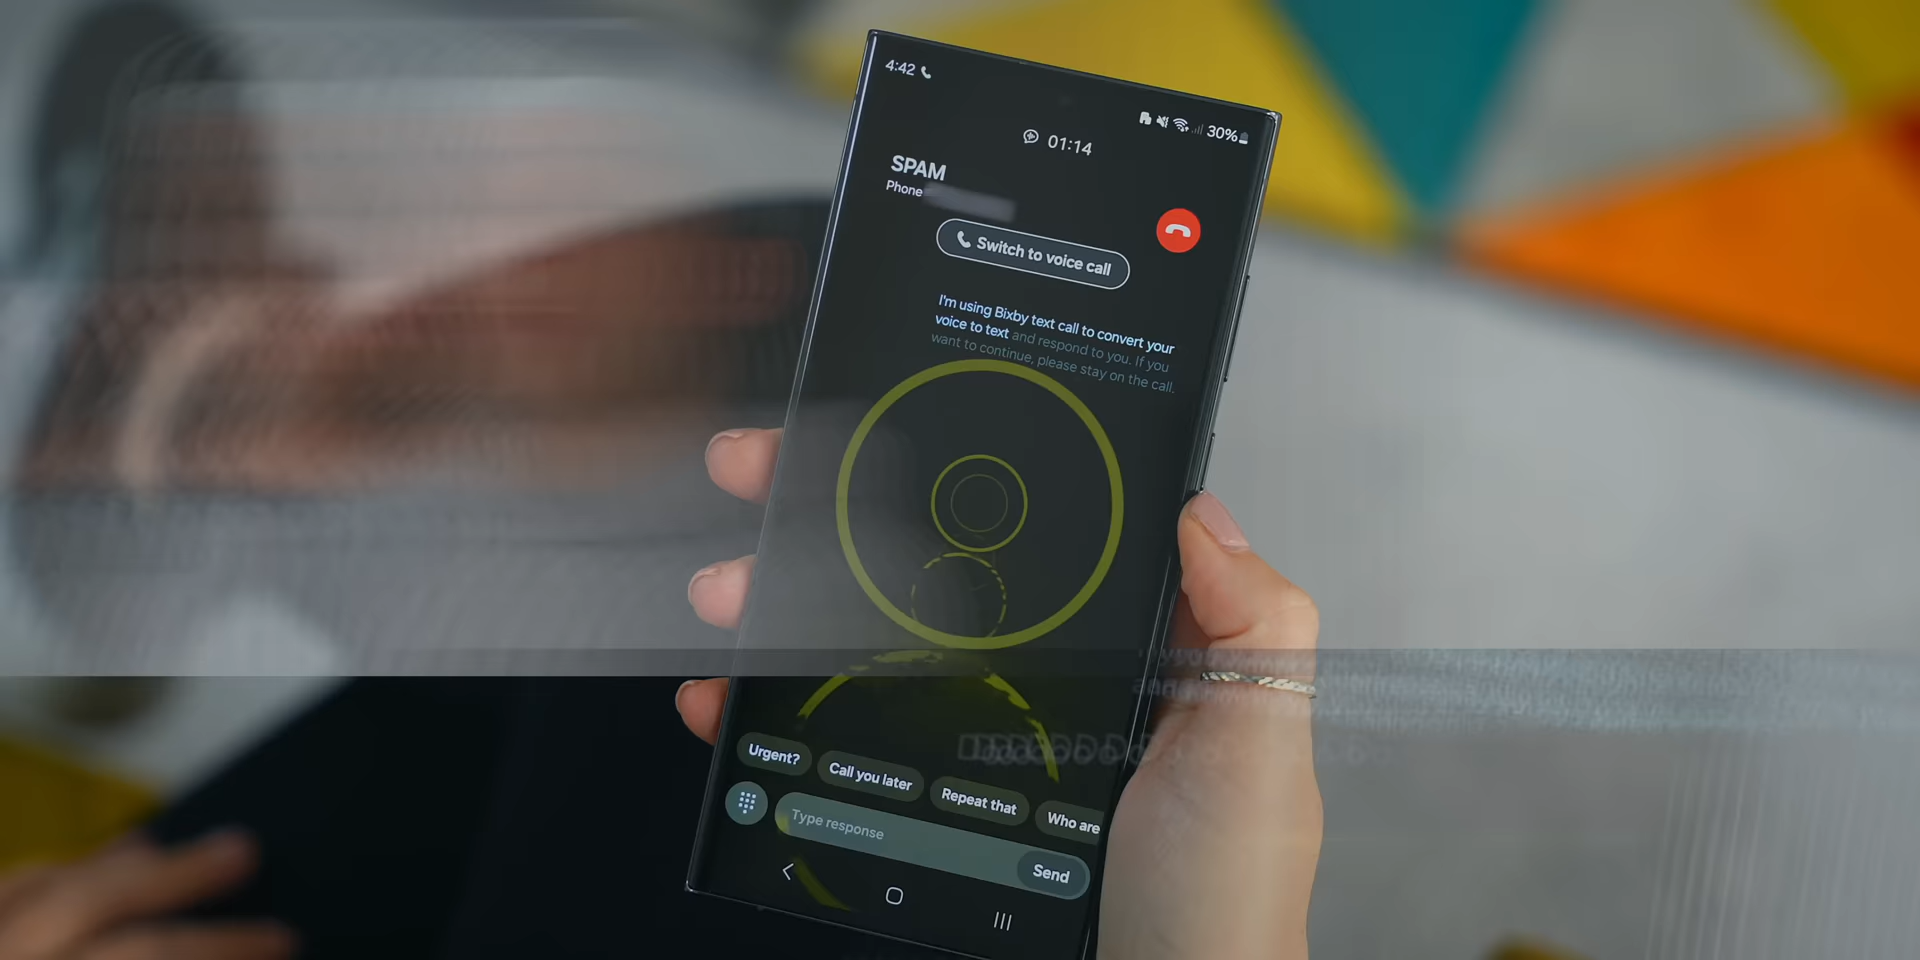 4:42
30%
01:14
SPAM
Phone
Switch to voice call
I'm using Bixby text call to convert your
voice to text and respond to you. If you
want to continue, please stay on the call.
Urgent?
Call you later
Repeat that
Who are
Type response
Send